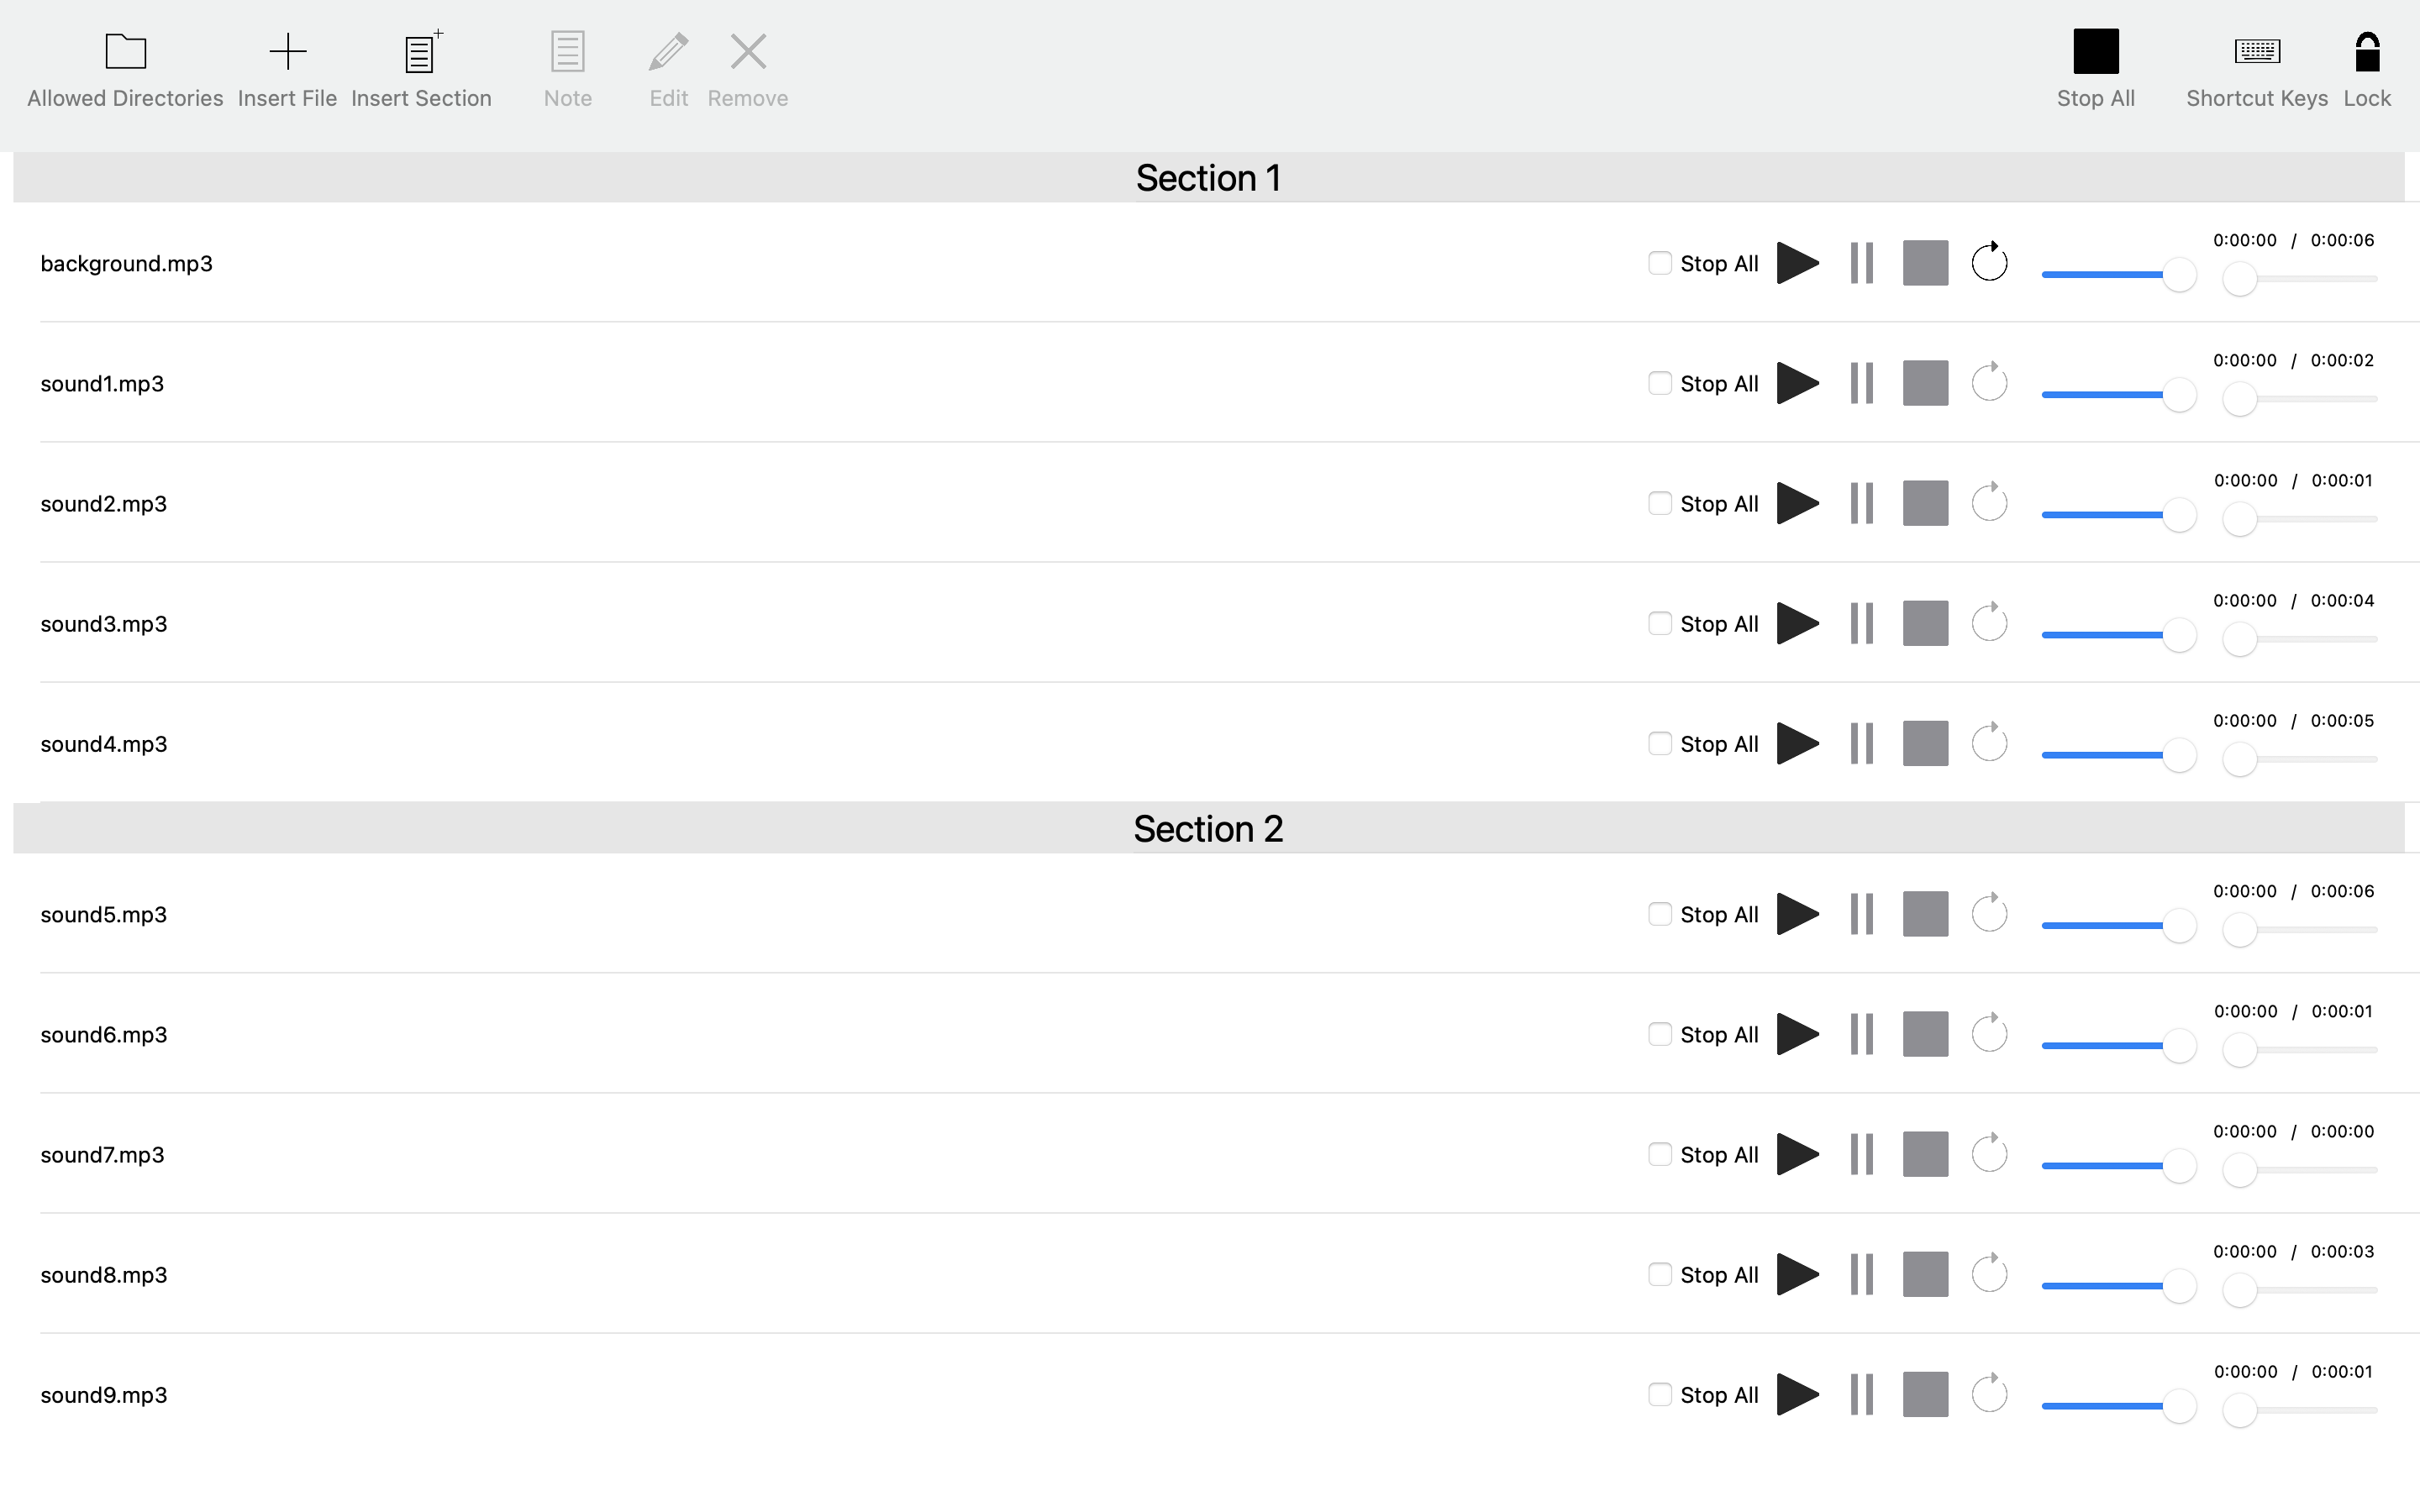 Allowed Directories Insert File Insert Section Note Edit Remove Stop All Shortcut Keys Lock
Section 1
background.mp3 Stop All 0:00:00 / 0:00:06
sound1.mp3 Stop All 0:00:00 / 0:00:02
sound2.mp3 Stop All 0:00:00 / 0:00:01
sound3.mp3 Stop All 0:00:00 / 0:00:04
sound4.mp3 Stop All 0:00:00 / 0:00:05
Section 2
sound5.mp3 Stop All 0:00:00 / 0:00:06
sound6.mp3 Stop All 0:00:00 / 0:00:01
sound7.mp3 Stop All 0:00:00 / 0:00:00
sound8.mp3 Stop All 0:00:00 / 0:00:03
sound9.mp3 Stop All 0:00:00 / 0:00:01